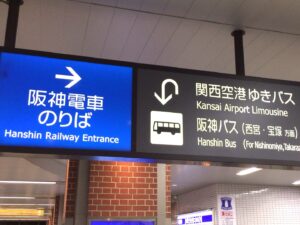 阪神電車
のりば
Hanshin Railway Entrance
関西空港ゆきバス
Kansai Airport Limousine
阪神バス(西宮・宝塚 方面)
Hanshin Bus (For Nishinomiya,Takara